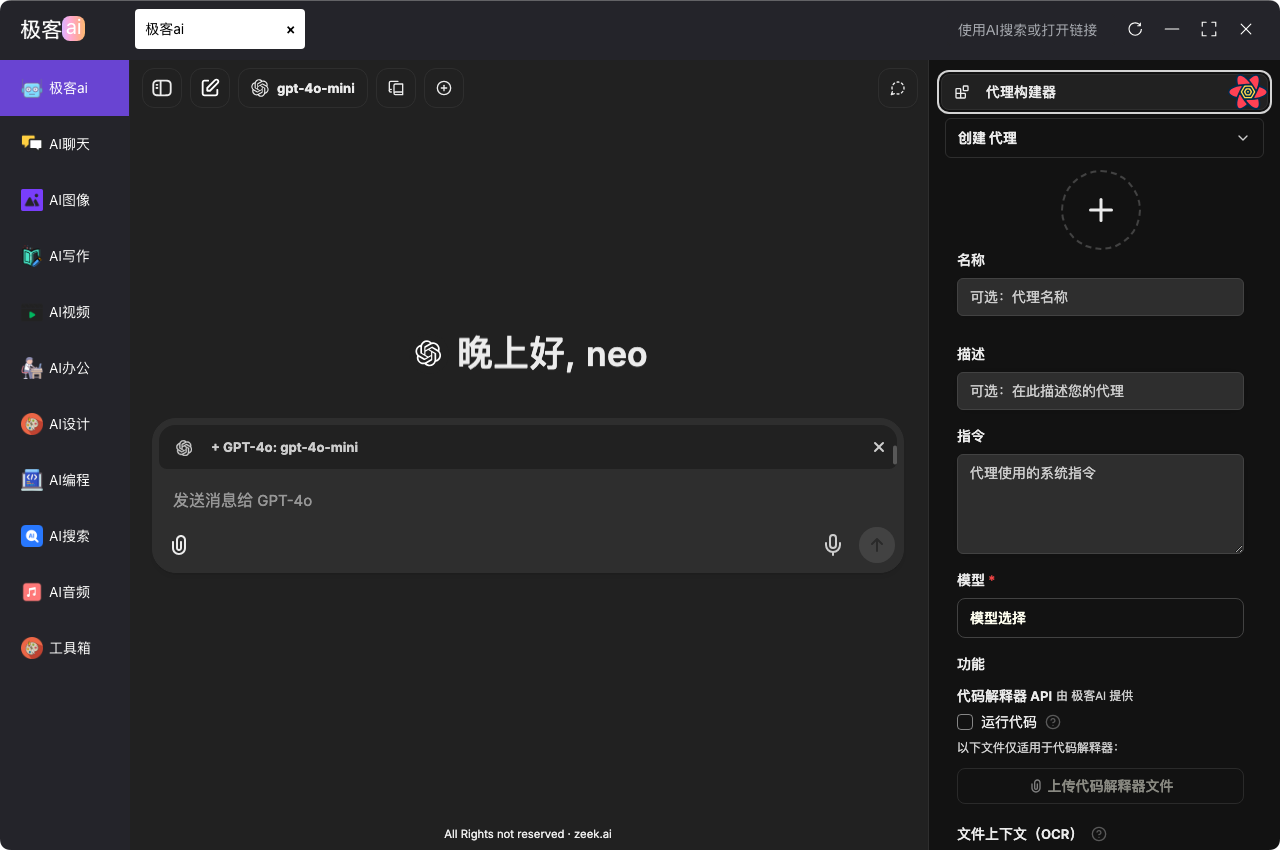 极客ai
极客ai
使用AI搜索或打开链接
极客ai
AI聊天
AI图像
AI写作
AI视频
AI办公
AI设计
AI编程
AI搜索
AI音频
工具箱
gpt-4o-mini
晚上好, neo
+ GPT-4o: gpt-4o-mini
发送消息给 GPT-4o
All Rights not reserved · zeek.ai
代理构建器
创建 代理
名称
可选：代理名称
描述
可选：在此描述您的代理
指令
代理使用的系统指令
模型 *
模型选择
功能
代码解释器 API 由 极客AI 提供
运行代码
以下文件仅适用于代码解释器：
上传代码解释器文件
文件上下文（OCR）